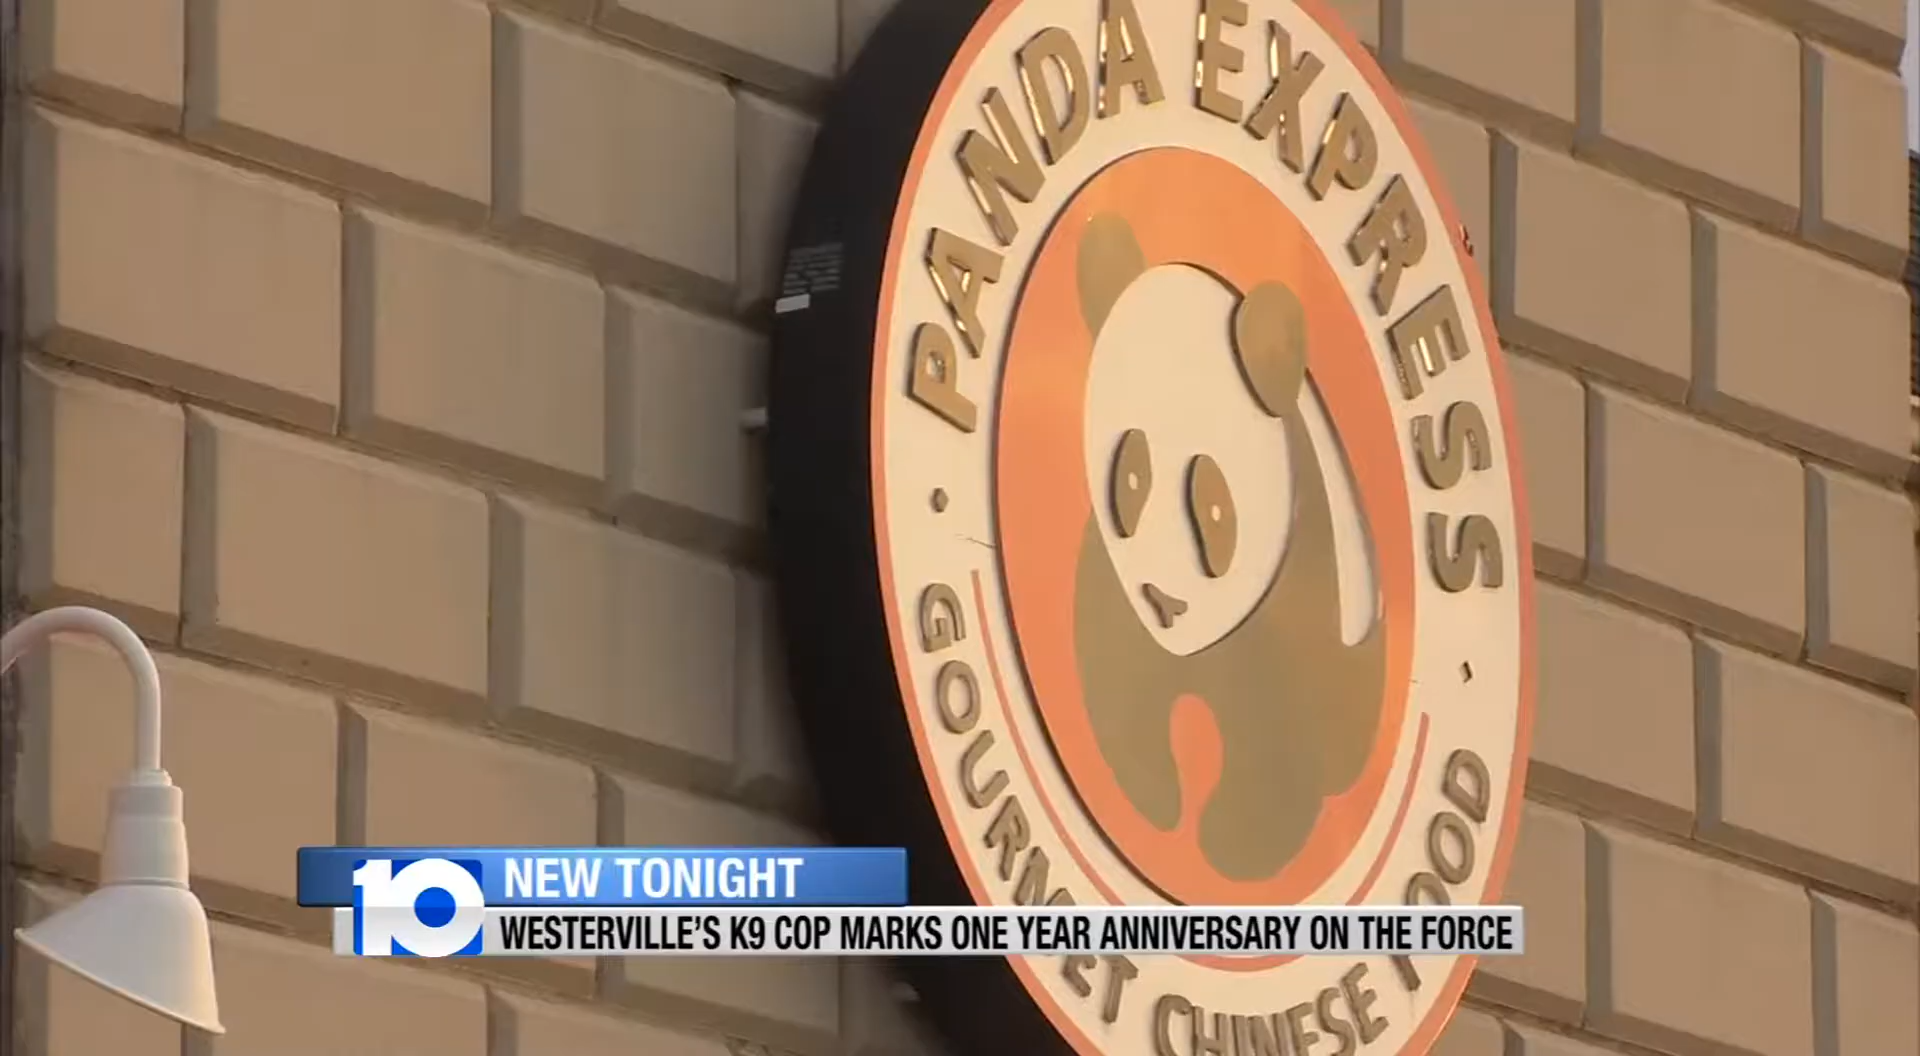 PANDA EXPRESS
GOURMET CHINESE FOOD
10
NEW TONIGHT
WESTERVILLE'S K9 COP MARKS ONE YEAR ANNIVERSARY ON THE FORCE